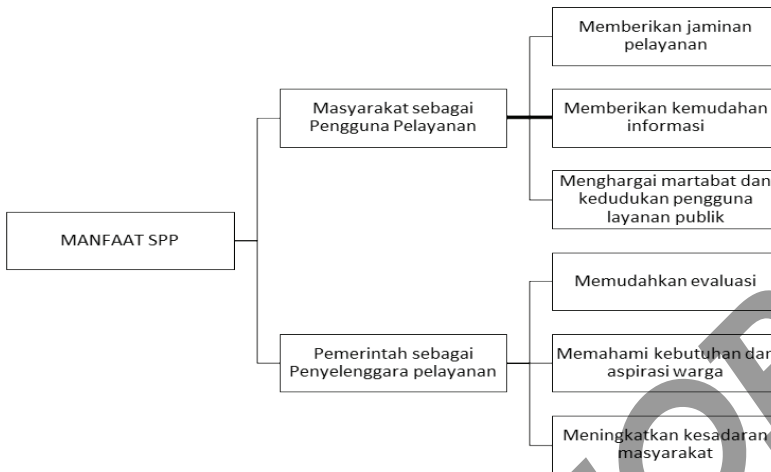 MANFAAT SPP
Masyarakat sebagai
Pengguna Pelayanan
Memberikan jaminan
pelayanan
Memberikan kemudahan
informasi
Menghargai martabat dan
kedudukan pengguna
layanan publik
Pemerintah sebagai
Penyelenggara pelayanan
Memudahkan evaluasi
Memahami kebutuhan dan
aspirasi warga
Meningkatkan kesadaran
masyarakat